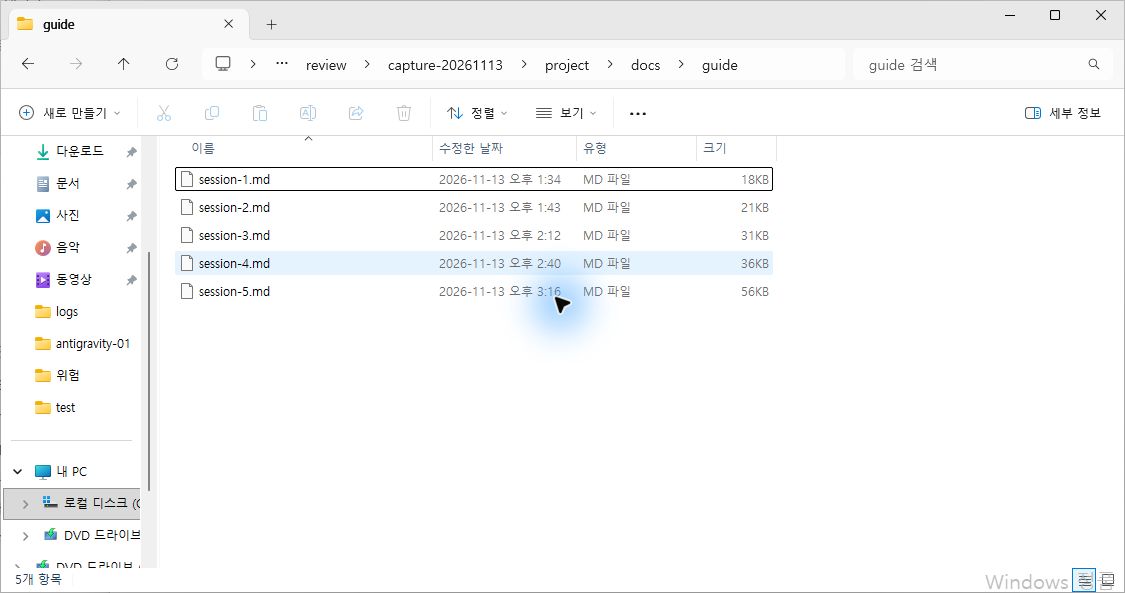 guide
review > capture-20261113 > project > docs > guide
guide 검색
새로 만들기
정렬
보기
세부 정보
이름 수정한 날짜 유형 크기
session-1.md 2026-11-13 오후 1:34 MD 파일 18KB
session-2.md 2026-11-13 오후 1:43 MD 파일 21KB
session-3.md 2026-11-13 오후 2:12 MD 파일 31KB
session-4.md 2026-11-13 오후 2:40 MD 파일 36KB
session-5.md 2026-11-13 오후 3:16 MD 파일 56KB
다운로드
문서
사진
음악
동영상
logs
antigravity-01
위험
test
내 PC
로컬 디스크 (C
DVD 드라이브
DVD 드라이브 (
5개 항목
Windows